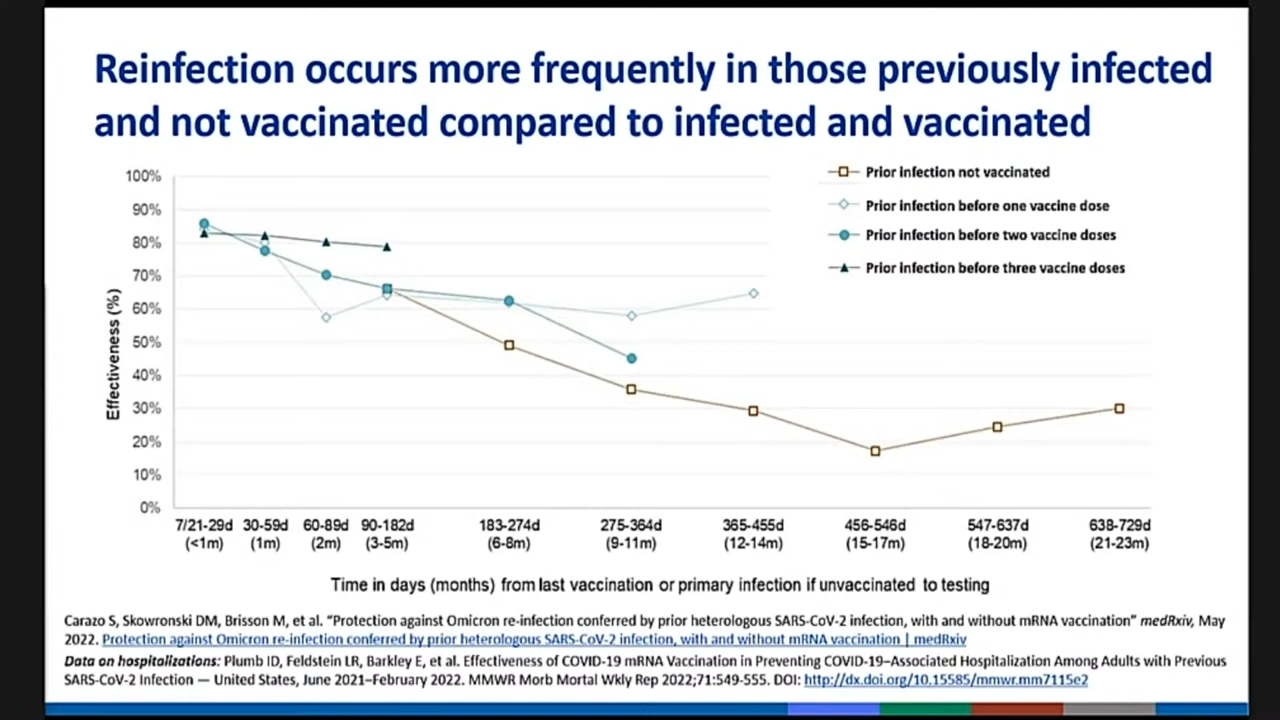 Reinfection occurs more frequently in those previously infected
and not vaccinated compared to infected and vaccinated
Prior infection not vaccinated
Prior infection before one vaccine dose
Prior infection before two vaccine doses
Prior infection before three vaccine doses
Effectiveness (%)
100%
90%
80%
70%
60%
50%
40%
30%
20%
10%
0%
7/21-29d 30-59d 60-89d 90-182d 183-274d 275-364d 365-455d 456-546d 547-637d 638-729d
(<1m) (1m) (2m) (3-5m) (6-8m) (9-11m) (12-14m) (15-17m) (18-20m) (21-23m)
Time in days (months) from last vaccination or primary infection if unvaccinated to testing
Carazo S, Skowronski DM, Brisson M, et al. "Protection against Omicron re-infection conferred by prior heterologous SARS-CoV-2 infection, with and without mRNA vaccination" medRxiv, May
2022. Protection against Omicron re-infection conferred by prior heterologous SARS-CoV-2 infection, with and without mRNA vaccination | medRxiv
Data on hospitalizations: Plumb ID, Feldstein LR, Barkley E, et al. Effectiveness of COVID-19 mRNA Vaccination in Preventing COVID-19–Associated Hospitalization Among Adults with Previous
SARS-CoV-2 Infection — United States, June 2021–February 2022. MMWR Morb Mortal Wkly Rep 2022;71:549-555. DOI: http://dx.doi.org/10.15585/mmwr.mm7115e2